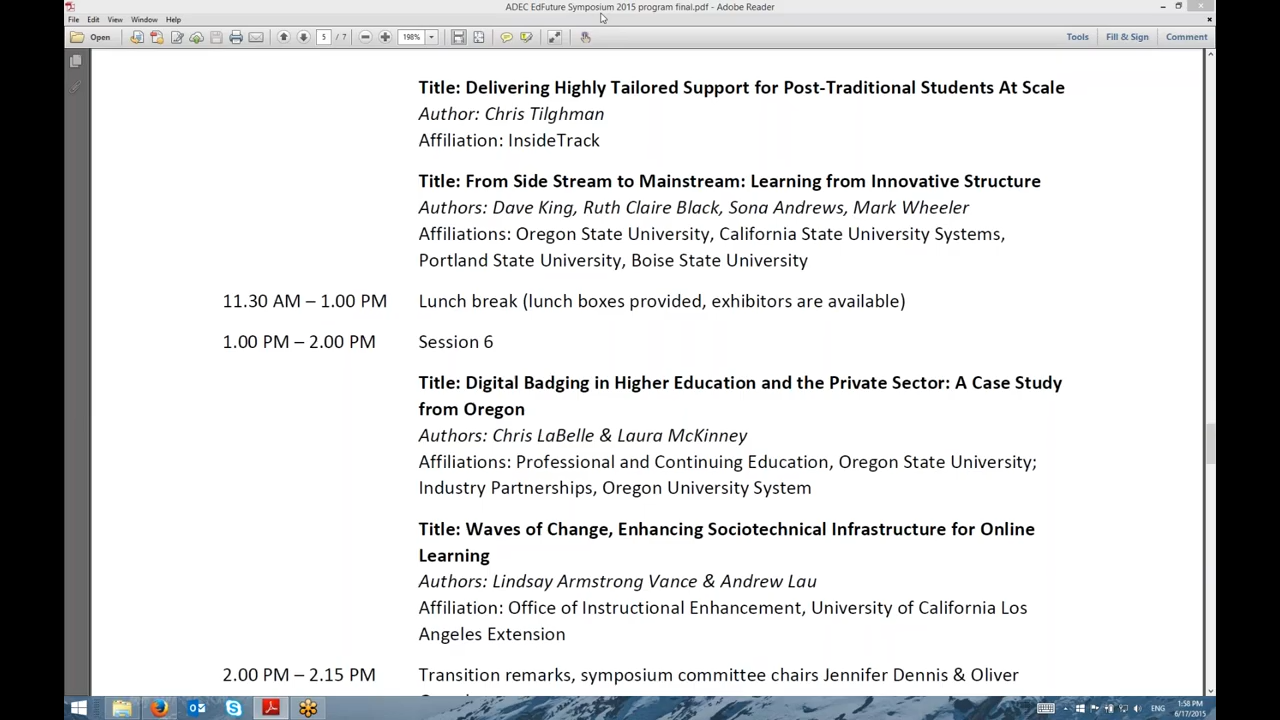 ADEC EdFuture Symposium 2015 program final.pdf - Adobe Reader
File Edit View Window Help
Open 5 / 7 198% Tools Fill & Sign Comment
Title: Delivering Highly Tailored Support for Post-Traditional Students At Scale
Author: Chris Tilghman
Affiliation: InsideTrack
Title: From Side Stream to Mainstream: Learning from Innovative Structure
Authors: Dave King, Ruth Claire Black, Sona Andrews, Mark Wheeler
Affiliations: Oregon State University, California State University Systems,
Portland State University, Boise State University
11.30 AM – 1.00 PM Lunch break (lunch boxes provided, exhibitors are available)
1.00 PM – 2.00 PM Session 6
Title: Digital Badging in Higher Education and the Private Sector: A Case Study
from Oregon
Authors: Chris LaBelle & Laura McKinney
Affiliations: Professional and Continuing Education, Oregon State University;
Industry Partnerships, Oregon University System
Title: Waves of Change, Enhancing Sociotechnical Infrastructure for Online
Learning
Authors: Lindsay Armstrong Vance & Andrew Lau
Affiliation: Office of Instructional Enhancement, University of California Los
Angeles Extension
2.00 PM – 2.15 PM Transition remarks, symposium committee chairs Jennifer Dennis & Oliver
ENG 1:58 PM
6/17/2015